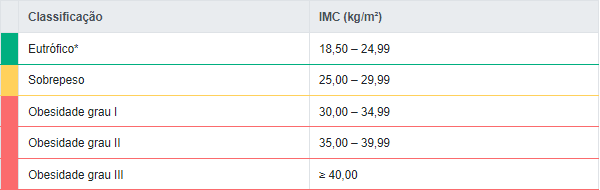 Classificação IMC (kg/m²)
Eutrófico* 18,50 – 24,99
Sobrepeso 25,00 – 29,99
Obesidade grau I 30,00 – 34,99
Obesidade grau II 35,00 – 39,99
Obesidade grau III ≥ 40,00